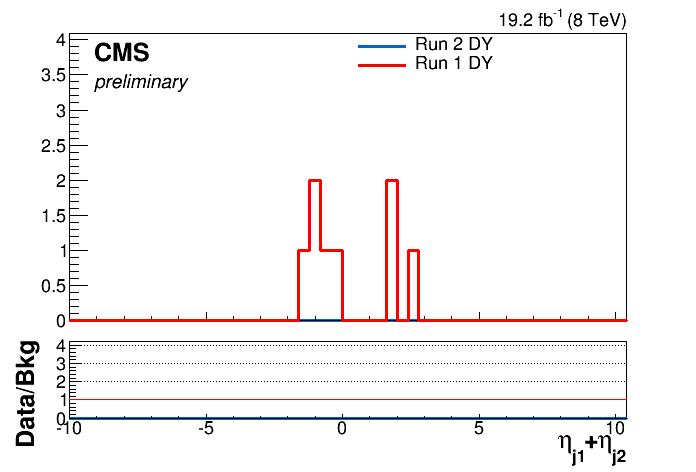 19.2 fb-1 (8 TeV)
CMS
preliminary
Run 2 DY
Run 1 DY
4
3.5
3
2.5
2
1.5
1
0.5
0
Data/Bkg
4
3
2
1
0
-10 -5 0 5 10
ηj1+ηj2